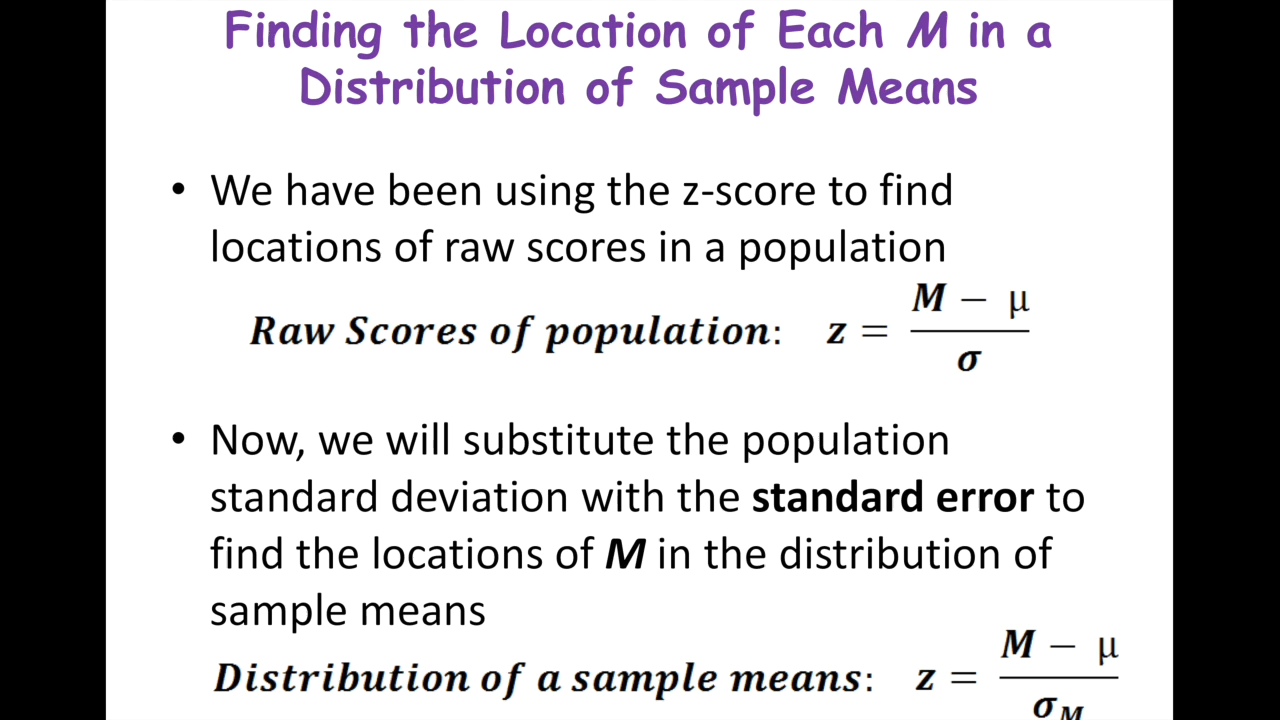 Finding the Location of Each M in a
Distribution of Sample Means
• We have been using the z-score to find
locations of raw scores in a population
Raw Scores of population: z = (M − μ) / σ
• Now, we will substitute the population
standard deviation with the standard error to
find the locations of M in the distribution of
sample means
Distribution of a sample means: z = (M − μ) / σ_M